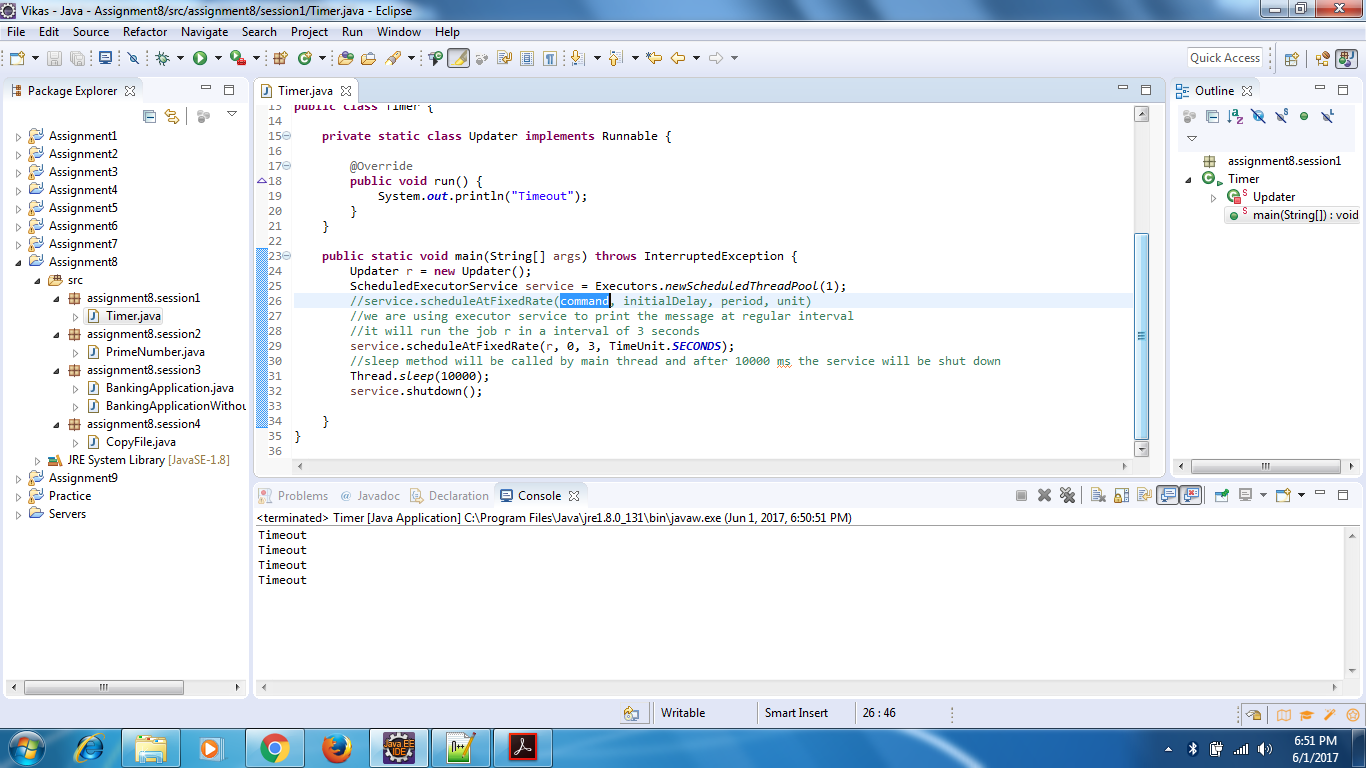 Vikas - Java - Assignment8/src/assignment8/session1/Timer.java - Eclipse
File Edit Source Refactor Navigate Search Project Run Window Help
Quick Access
Package Explorer
Assignment1
Assignment2
Assignment3
Assignment4
Assignment5
Assignment6
Assignment7
Assignment8
src
assignment8.session1
Timer.java
assignment8.session2
PrimeNumber.java
assignment8.session3
BankingApplication.java
BankingApplicationWithou
assignment8.session4
CopyFile.java
JRE System Library [JavaSE-1.8]
Assignment9
Practice
Servers
Timer.java
13 public class Timer {
14
15 private static class Updater implements Runnable {
16
17 @Override
18 public void run() {
19 System.out.println("Timeout");
20 }
21 }
22
23 public static void main(String[] args) throws InterruptedException {
24 Updater r = new Updater();
25 ScheduledExecutorService service = Executors.newScheduledThreadPool(1);
26 //service.scheduleAtFixedRate(command, initialDelay, period, unit)
27 //we are using executor service to print the message at regular interval
28 //it will run the job r in a interval of 3 seconds
29 service.scheduleAtFixedRate(r, 0, 3, TimeUnit.SECONDS);
30 //sleep method will be called by main thread and after 10000 ms the service will be shut down
31 Thread.sleep(10000);
32 service.shutdown();
33
34 }
35 }
36
Outline
assignment8.session1
Timer
Updater
main(String[]) : void
Problems @ Javadoc Declaration Console
<terminated> Timer [Java Application] C:\Program Files\Java\jre1.8.0_131\bin\javaw.exe (Jun 1, 2017, 6:50:51 PM)
Timeout
Timeout
Timeout
Timeout
Writable Smart Insert 26 : 46
Java EE
IDE
6:51 PM
6/1/2017